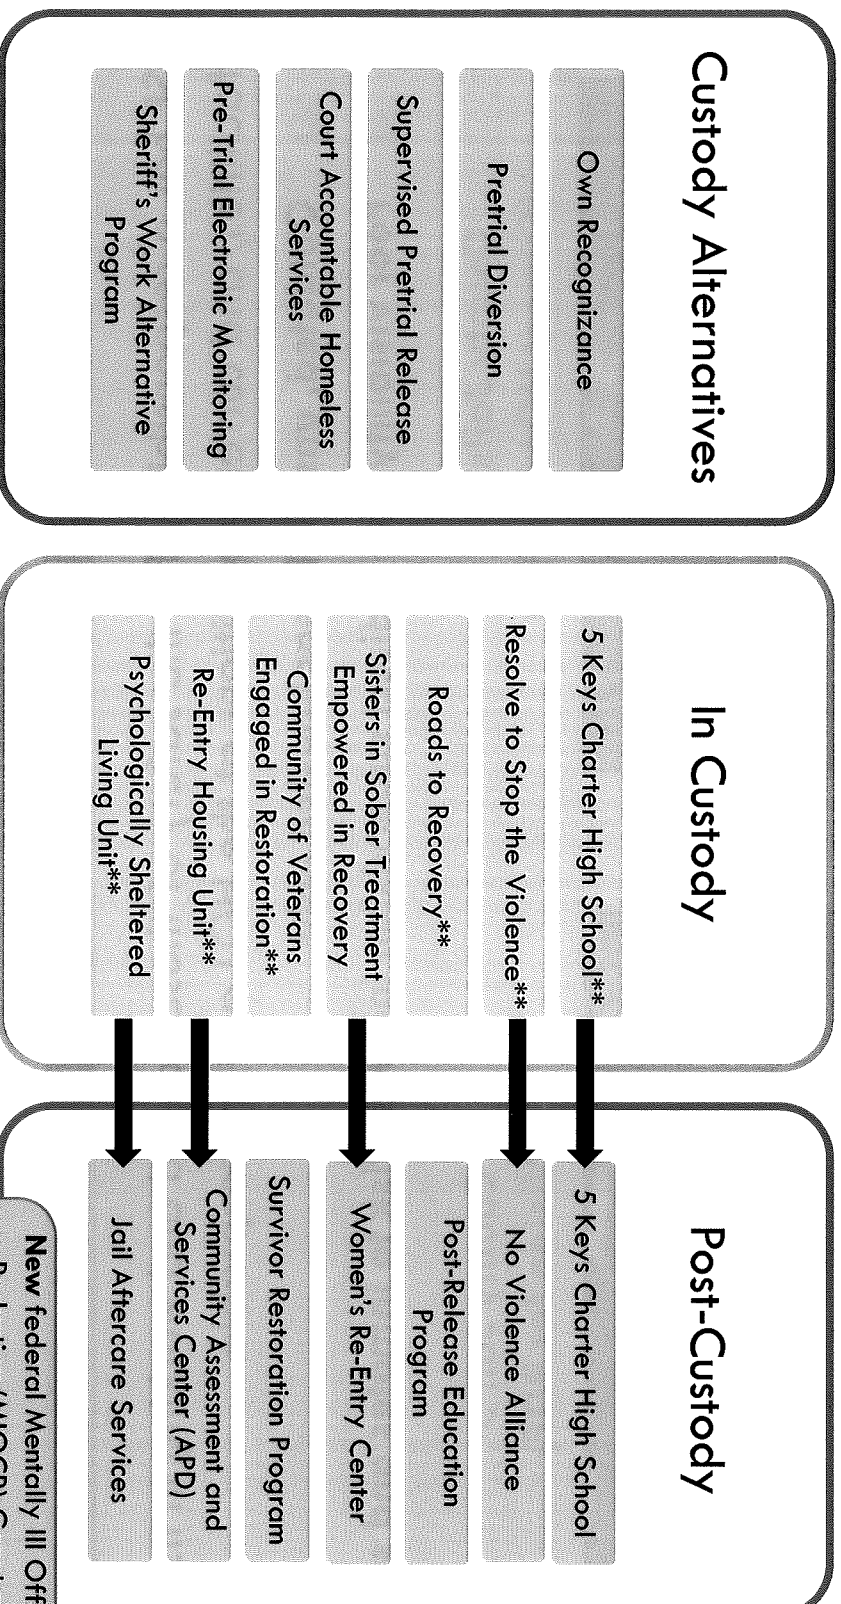 Custody Alternatives
Own Recognizance
Pretrial Diversion
Supervised Pretrial Release
Court Accountable Homeless
Services
Pre-Trial Electronic Monitoring
Sheriff's Work Alternative
Program
In Custody
5 Keys Charter High School**
Resolve to Stop the Violence**
Roads to Recovery**
Sisters in Sober Treatment
Empowered in Recovery
Community of Veterans
Engaged in Restoration**
Re-Entry Housing Unit**
Psychologically Sheltered
Living Unit**
Post-Custody
5 Keys Charter High School
No Violence Alliance
Post-Release Education
Program
Women's Re-Entry Center
Survivor Restoration Program
Community Assessment and
Services Center (APD)
Jail Aftercare Services
New federal Mentally Ill Off